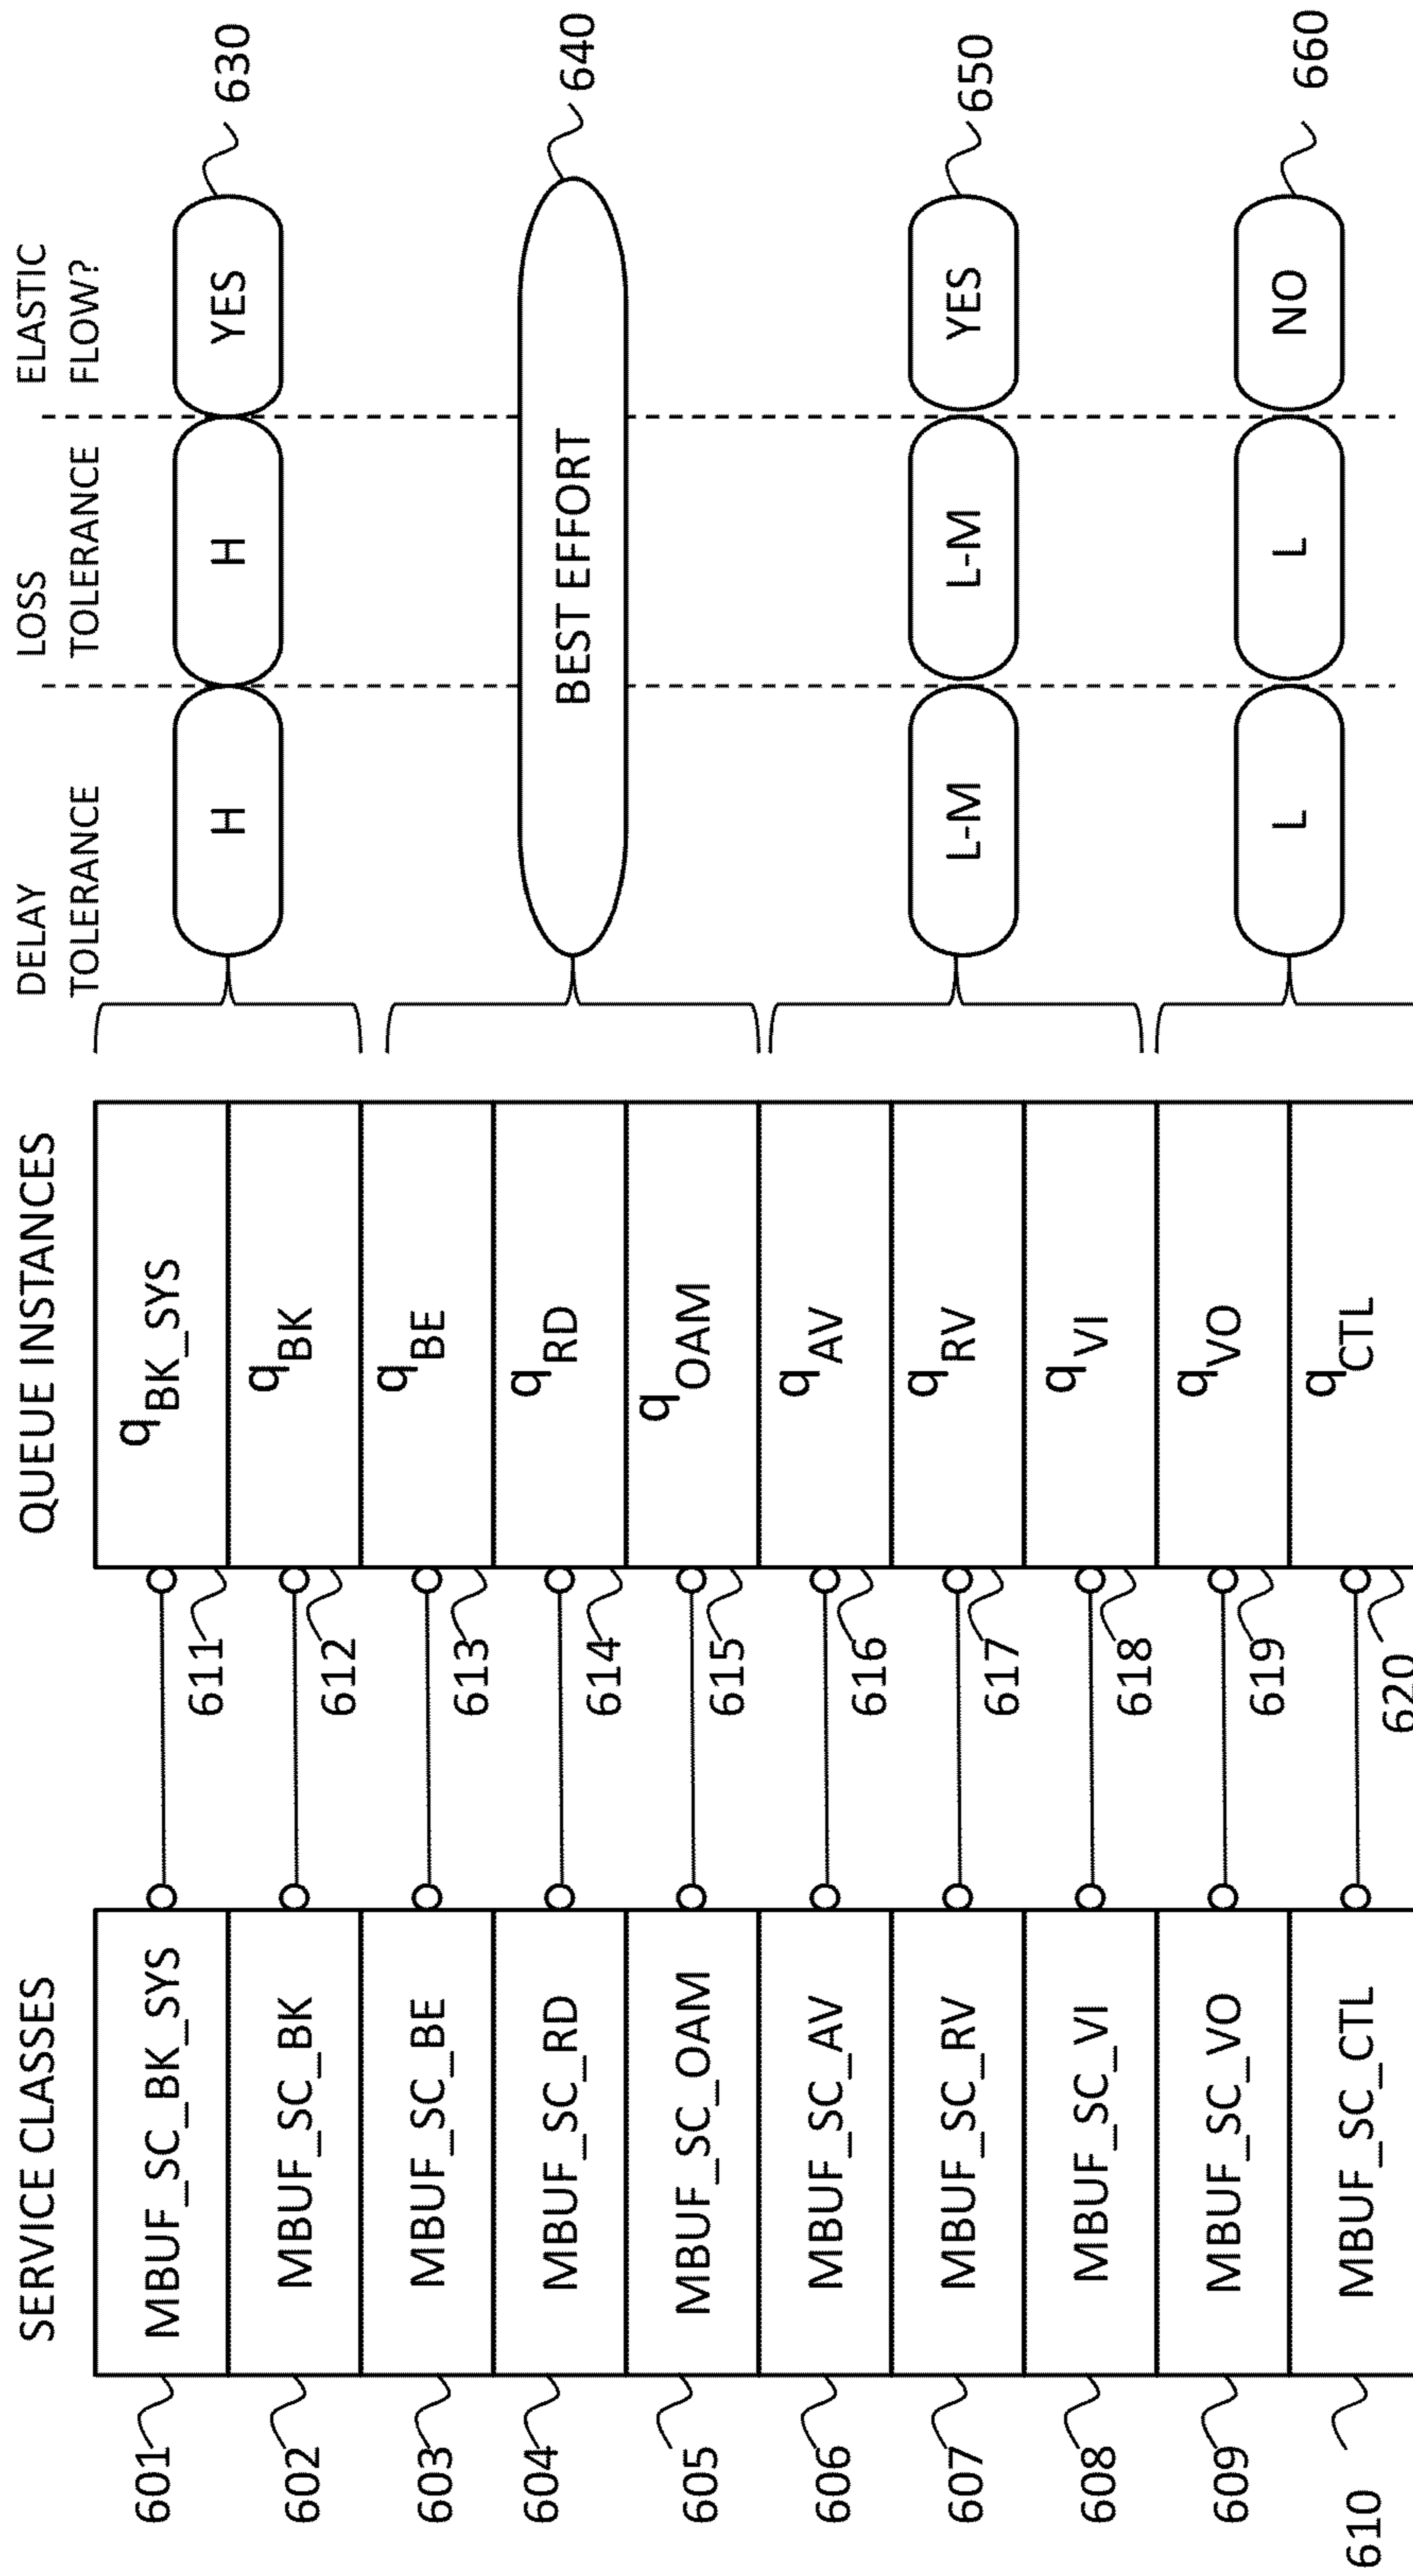 SERVICE CLASSES
QUEUE INSTANCES
DELAY
TOLERANCE
LOSS
TOLERANCE
ELASTIC
FLOW?
601
MBUF_SC_BK_SYS
611
qBK_SYS
602
MBUF_SC_BK
612
qBK
H
H
YES
630
603
MBUF_SC_BE
613
qBE
604
MBUF_SC_RD
614
qRD
BEST EFFORT
640
605
MBUF_SC_OAM
615
qOAM
606
MBUF_SC_AV
616
qAV
607
MBUF_SC_RV
617
qRV
L-M
L-M
YES
650
608
MBUF_SC_VI
618
qVI
609
MBUF_SC_VO
619
qVO
610
MBUF_SC_CTL
620
qCTL
L
L
NO
660